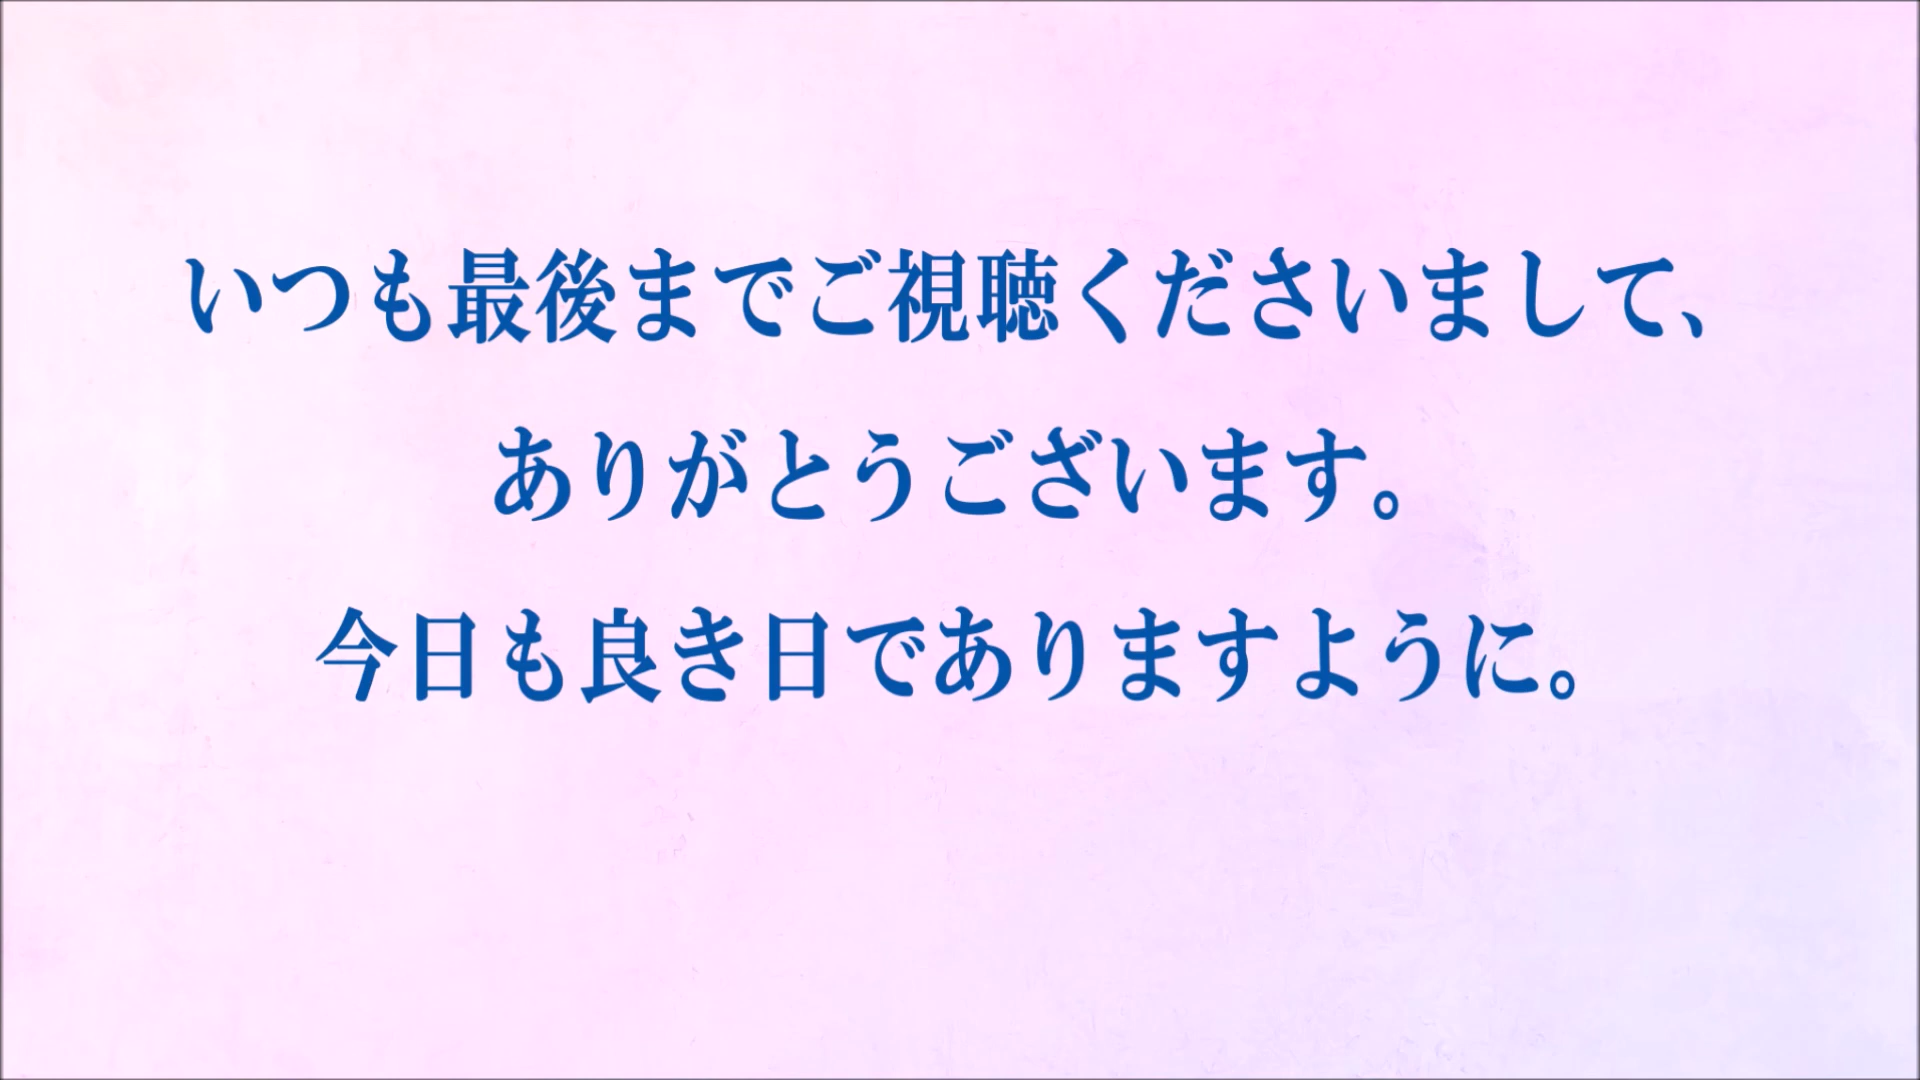 いつも最後までご視聴くださいまして、
ありがとうございます。
今日も良き日でありますように。